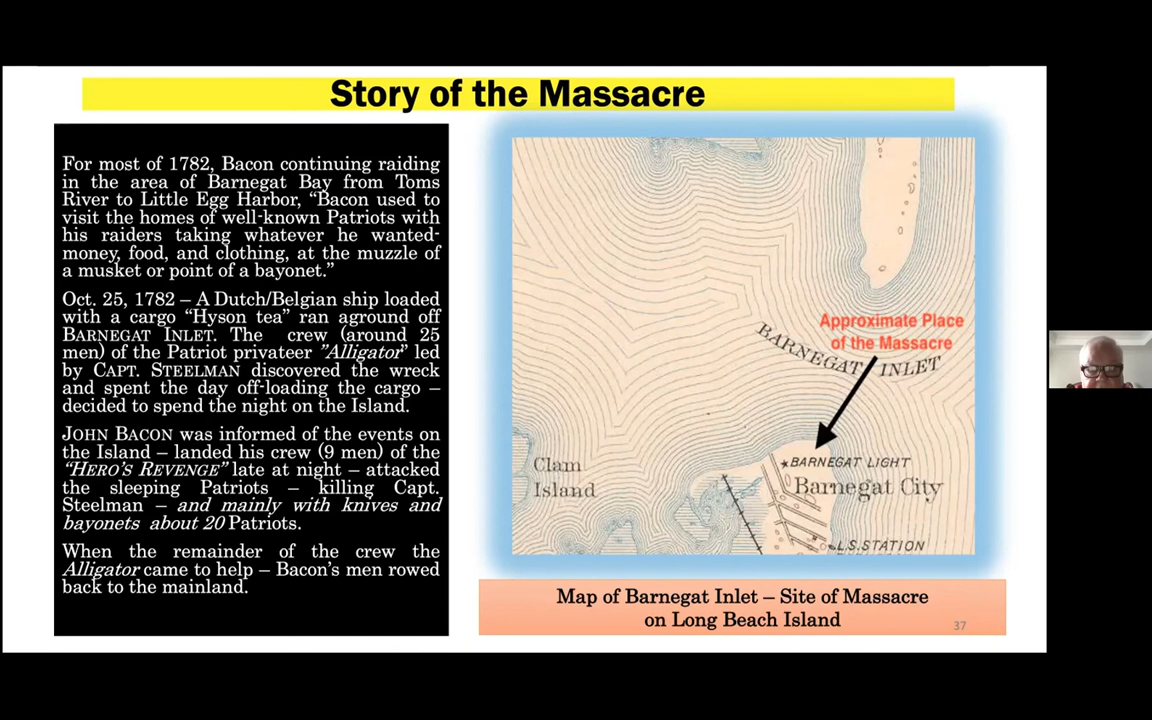 Story of the Massacre
For most of 1782, Bacon continuing raiding
in the area of Barnegat Bay from Toms
River to Little Egg Harbor, “Bacon used to
visit the homes of well-known Patriots with
his raiders taking whatever he wanted-
money, food, and clothing, at the muzzle of
a musket or point of a bayonet.”
Oct. 25, 1782 – A Dutch/Belgian ship loaded
with a cargo “Hyson tea” ran aground off
BARNEGAT INLET. The crew (around 25
men) of the Patriot privateer "Alligator" led
by CAPT. STEELMAN discovered the wreck
and spent the day off-loading the cargo –
decided to spend the night on the Island.
JOHN BACON was informed of the events on
the Island – landed his crew (9 men) of the
“HERO'S REVENGE” late at night – attacked
the sleeping Patriots – killing Capt.
Steelman – and mainly with knives and
bayonets about 20 Patriots.
When the remainder of the crew the
Alligator came to help – Bacon's men rowed
back to the mainland.
Approximate Place
of the Massacre
BARNEGAT INLET
BARNEGAT LIGHT
Barnegat City
Clam
Island
L.S.STATION
Map of Barnegat Inlet – Site of Massacre
on Long Beach Island
37